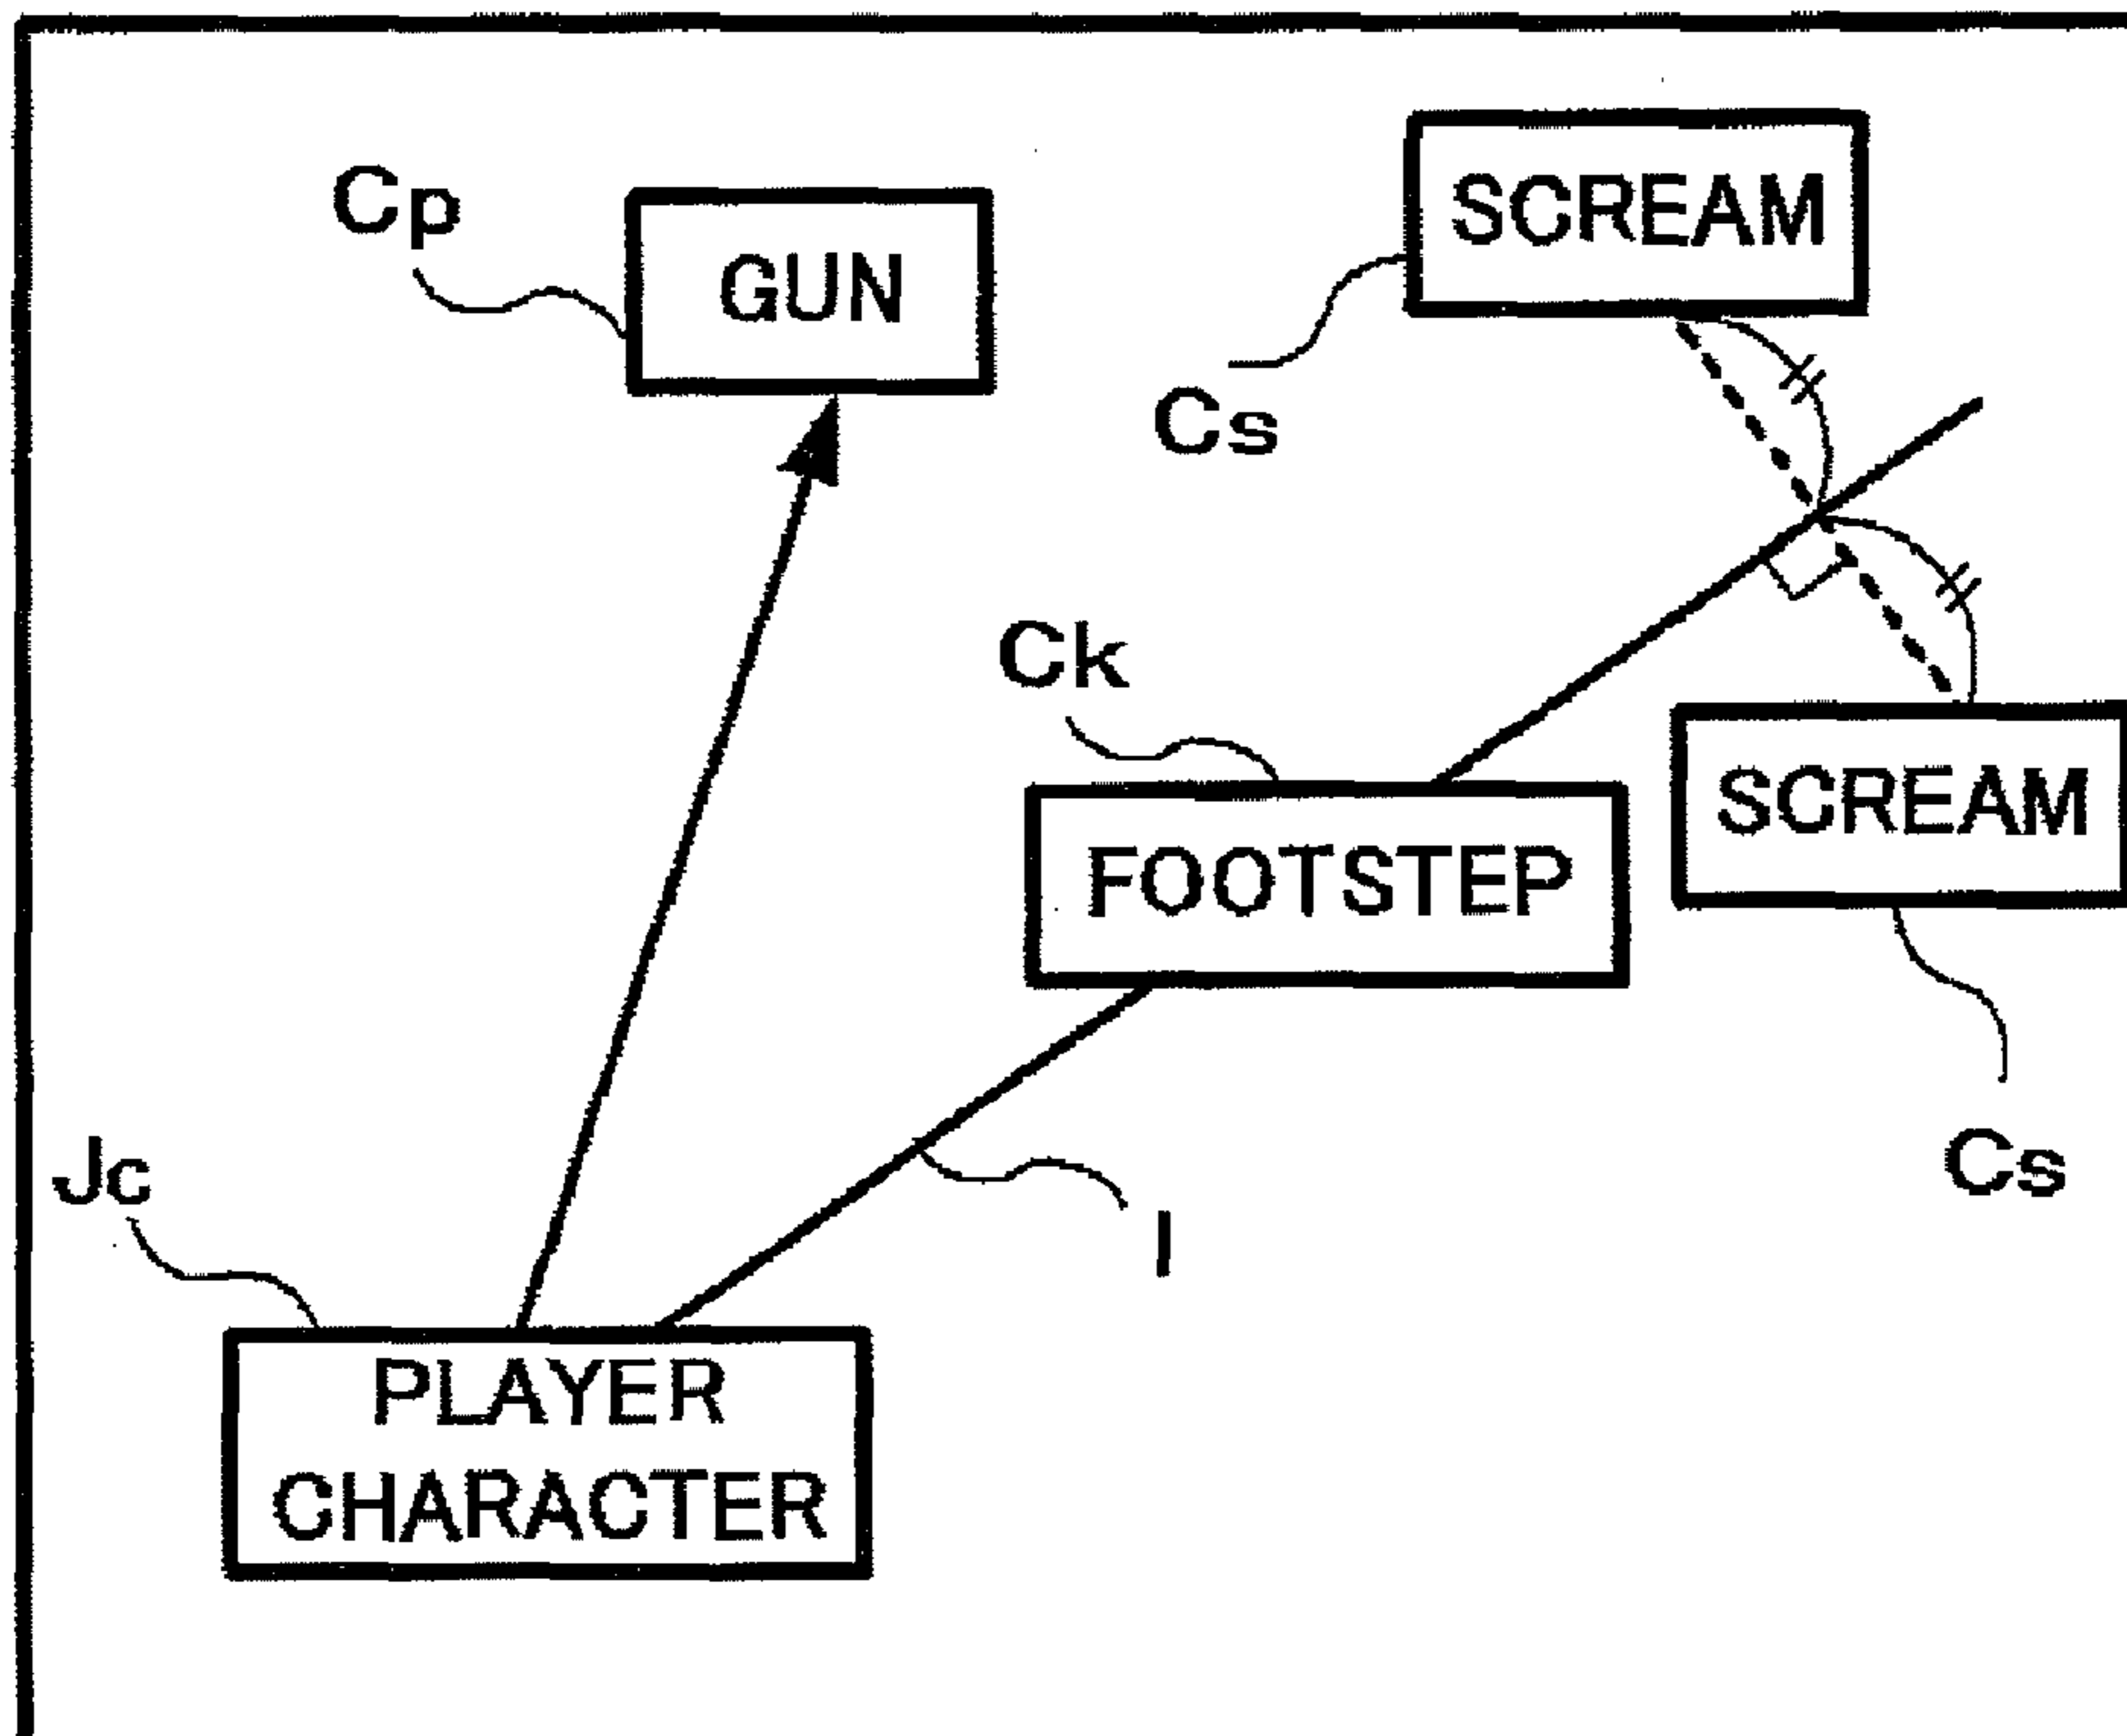 SCREAM
Cp
GUN
Cs
Ck
SCREAM
FOOTSTEP
Jc
Cs
l
PLAYER
CHARACTER